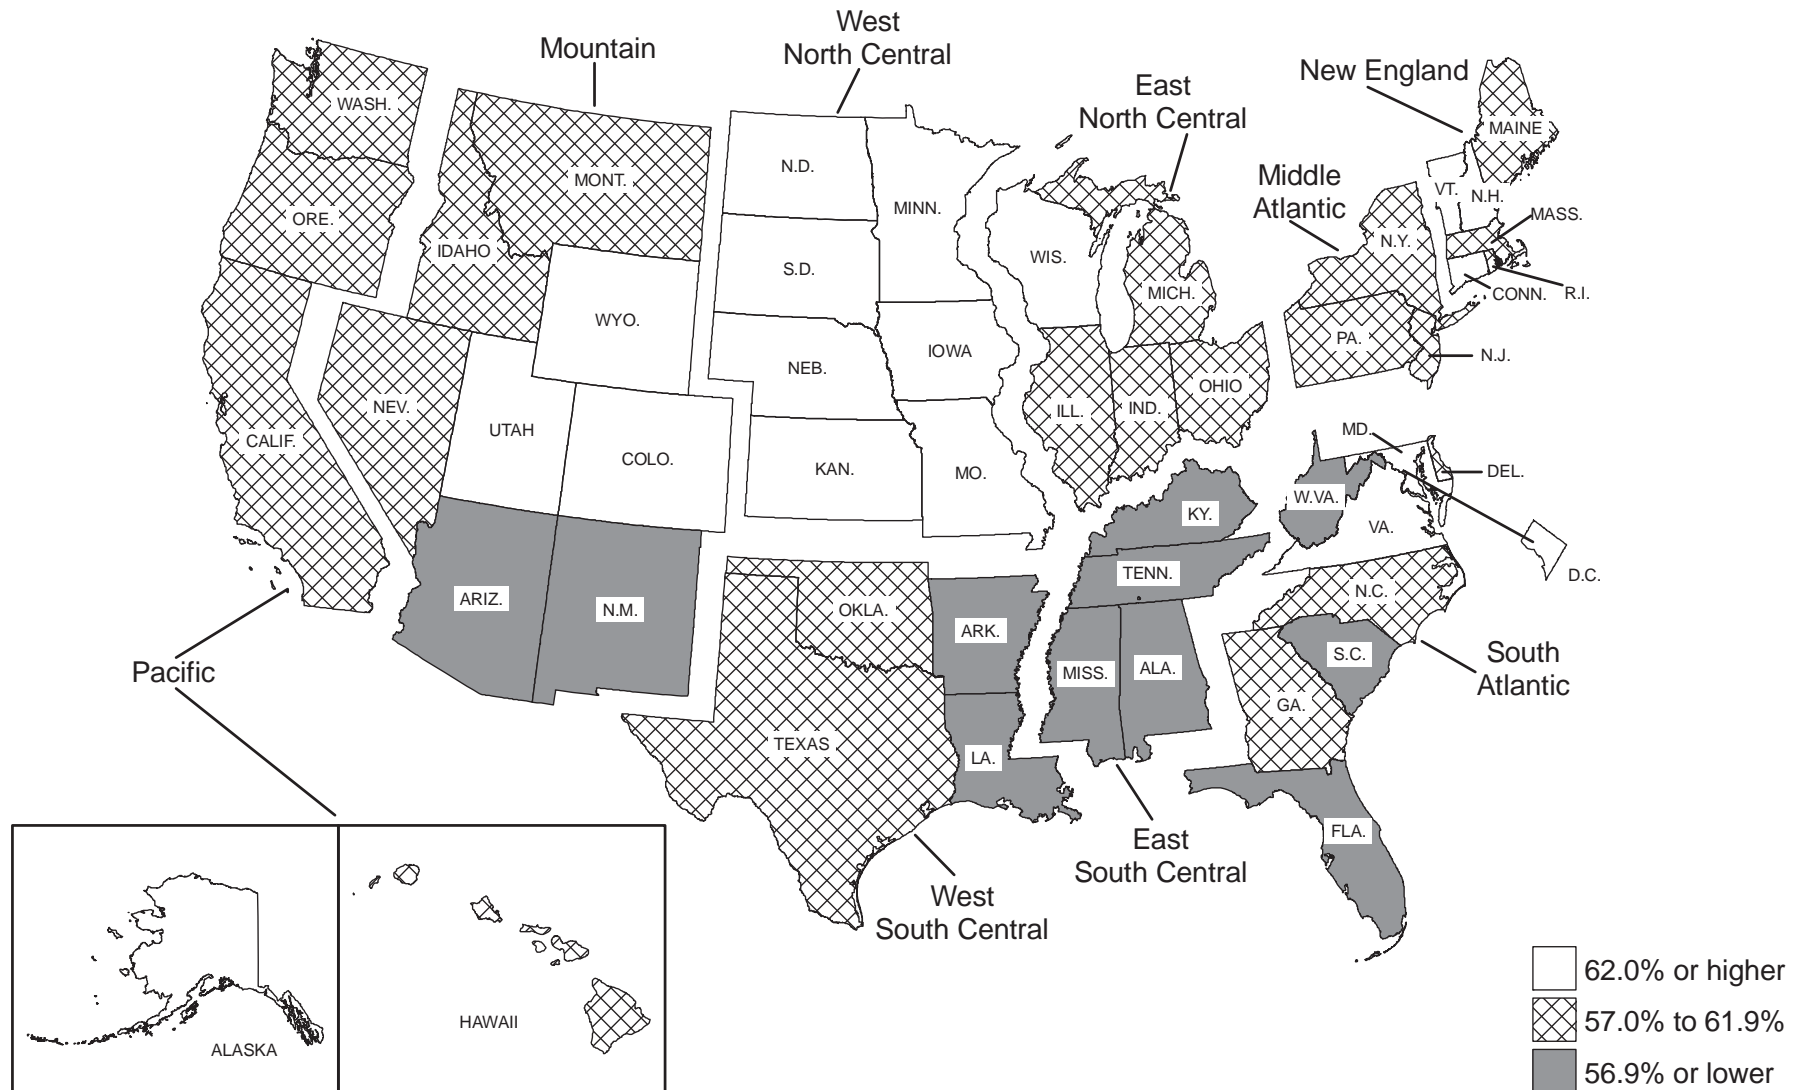 West
North Central
Mountain
New England
East
North Central
WASH.
MAINE
N.D.
MONT.
Middle
Atlantic
VT.
N.H.
MINN.
MASS.
ORE.
N.Y.
IDAHO
WIS.
S.D.
MICH.
CONN.
R.I.
WYO.
PA.
IOWA
N.J.
NEB.
OHIO
NEV.
ILL.
IND.
UTAH
MD.
CALIF.
COLO.
KAN.
MO.
DEL.
W.VA.
KY.
VA.
TENN.
D.C.
ARIZ.
N.M.
OKLA.
N.C.
ARK.
S.C.
South
Atlantic
MISS.
ALA.
Pacific
GA.
TEXAS
LA.
FLA.
East
South Central
West
South Central
62.0% or higher
HAWAII
57.0% to 61.9%
ALASKA
56.9% or lower